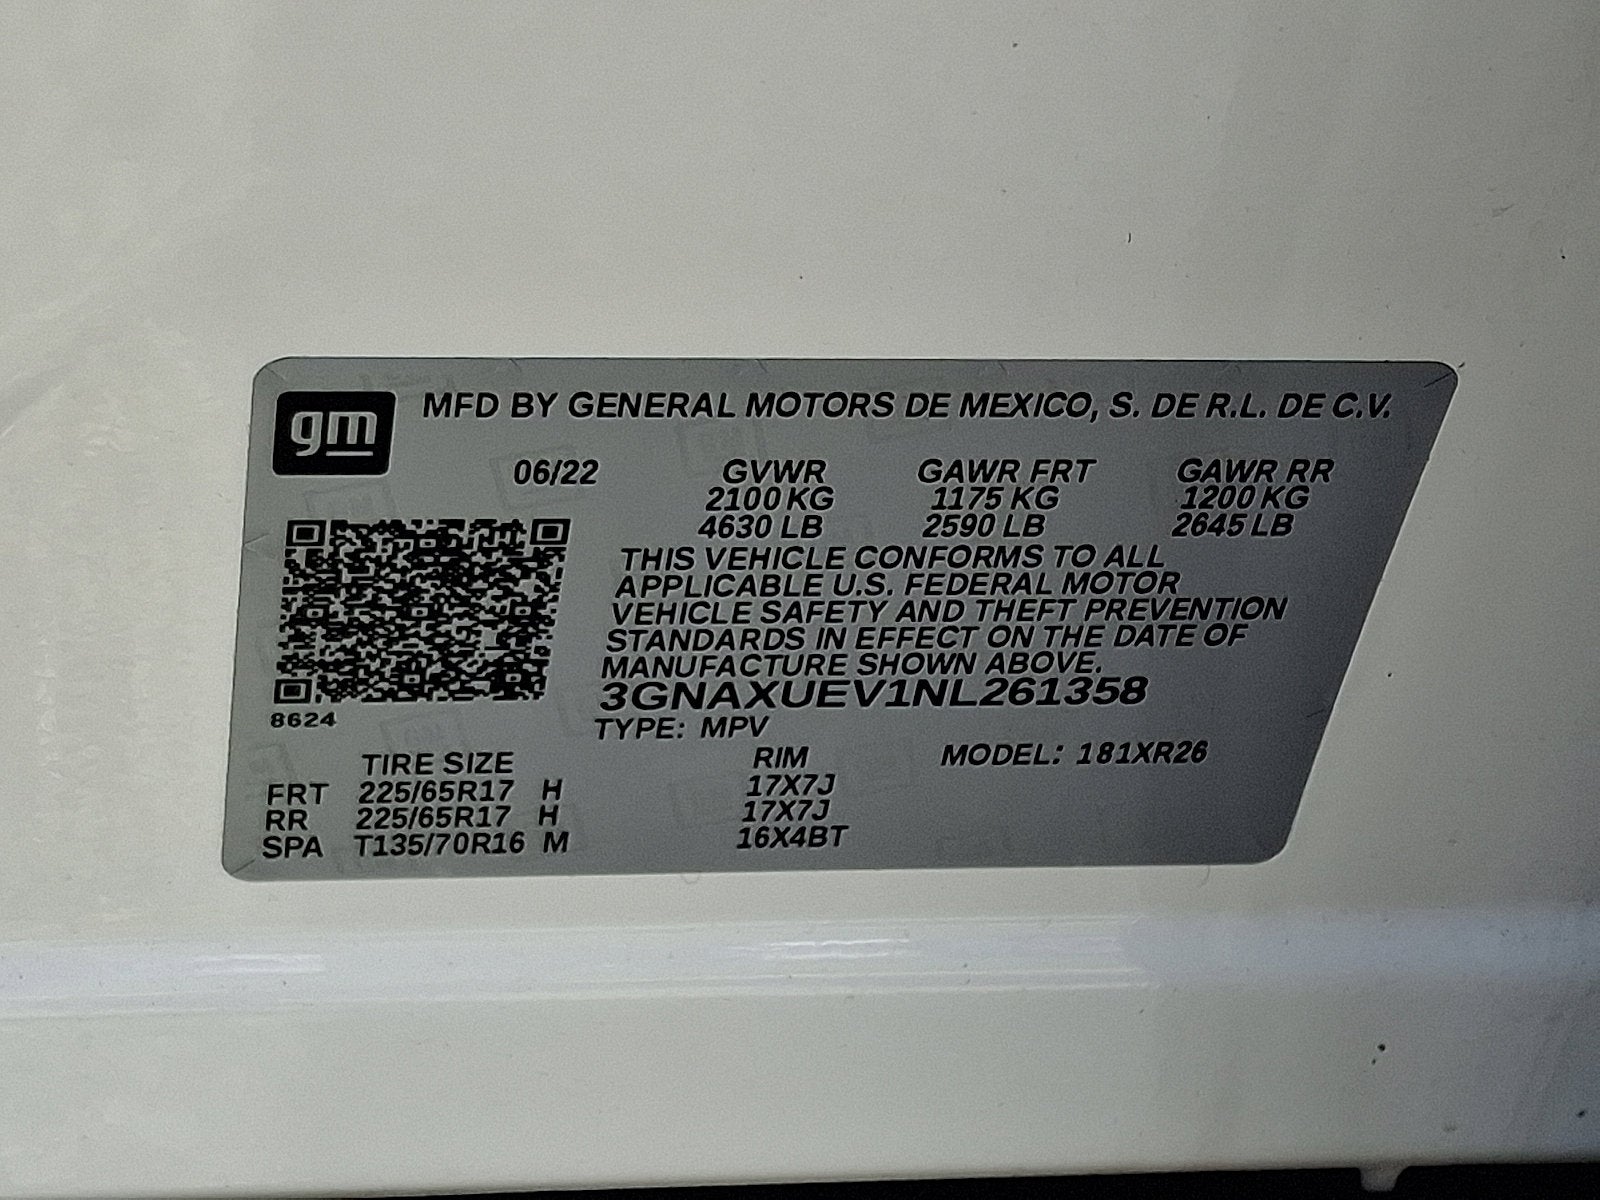 gm
MFD BY GENERAL MOTORS DE MEXICO, S. DE R.L. DE C.V.
06/22 GVWR GAWR FRT GAWR RR
2100 KG 1175 KG 1200 KG
4630 LB 2590 LB 2645 LB
THIS VEHICLE CONFORMS TO ALL
APPLICABLE U.S. FEDERAL MOTOR
VEHICLE SAFETY AND THEFT PREVENTION
STANDARDS IN EFFECT ON THE DATE OF
MANUFACTURE SHOWN ABOVE.
3GNAXUEV1NL261358
8624
TYPE: MPV
TIRE SIZE RIM MODEL: 181XR26
FRT 225/65R17 H 17X7J
RR 225/65R17 H 17X7J
SPA T135/70R16 M 16X4BT